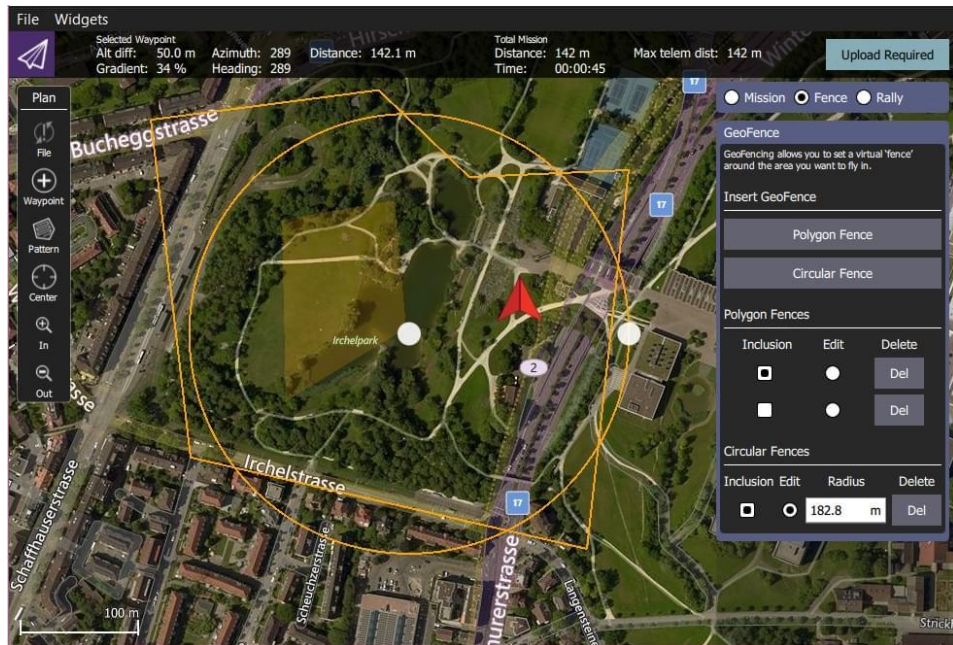 File Widgets
Selected Waypoint
Alt diff: 50.0 m Azimuth: 289 Distance: 142.1 m
Gradient: 34 % Heading: 289
Total Mission
Distance: 142 m Max telem dist: 142 m
Time: 00:00:45
Upload Required
Plan
File
Waypoint
Pattern
Center
In
Out
Mission Fence Rally
GeoFence
GeoFencing allows you to set a virtual 'fence'
around the area you want to fly in.
Insert GeoFence
Polygon Fence
Circular Fence
Polygon Fences
Inclusion Edit Delete
Del
Del
Circular Fences
Inclusion Edit Radius Delete
182.8 m Del
Bucheggstrasse
17
17
Irchelpark
2
Irchelstrasse
17
Schaffhauserstrasse
Scheuchzerstrasse
100 m